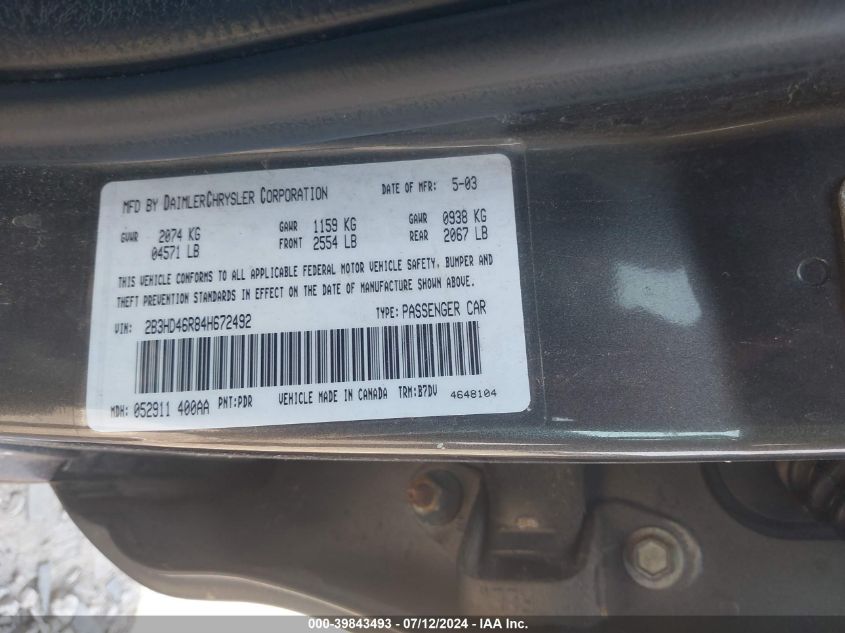 MFD BY DAIMLERCHRYSLER CORPORATION DATE OF MFR: 5-03
GVWR 2074 KG GAWR 1159 KG GAWR 0938 KG
04571 LB FRONT 2554 LB REAR 2067 LB
THIS VEHICLE CONFORMS TO ALL APPLICABLE FEDERAL MOTOR VEHICLE SAFETY, BUMPER AND
THEFT PREVENTION STANDARDS IN EFFECT ON THE DATE OF MANUFACTURE SHOWN ABOVE.
VIN: 2B3HD46R84H672492 TYPE: PASSENGER CAR
MDH: 052911 400AA PNT: PDR VEHICLE MADE IN CANADA TRM: B7DV 4648104
000-39843493 - 07/12/2024 - IAA Inc.